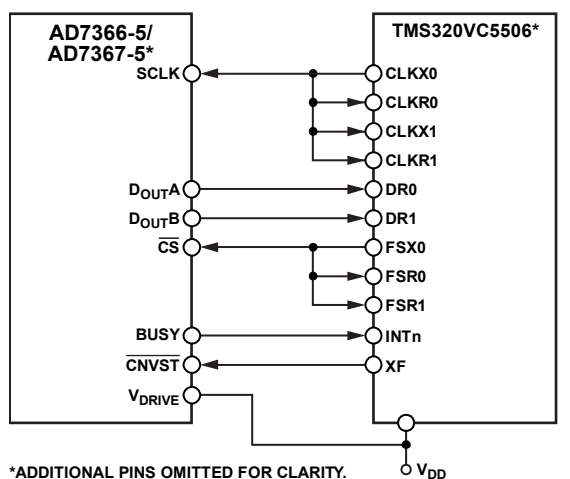 AD7366-5/
AD7367-5*
TMS320VC5506*
SCLK
CLKX0
CLKR0
CLKX1
CLKR1
DOUTA
DR0
DOUTB
DR1
CS
FSX0
FSR0
FSR1
BUSY
INTn
CNVST
XF
VDRIVE
*ADDITIONAL PINS OMITTED FOR CLARITY.
VDD